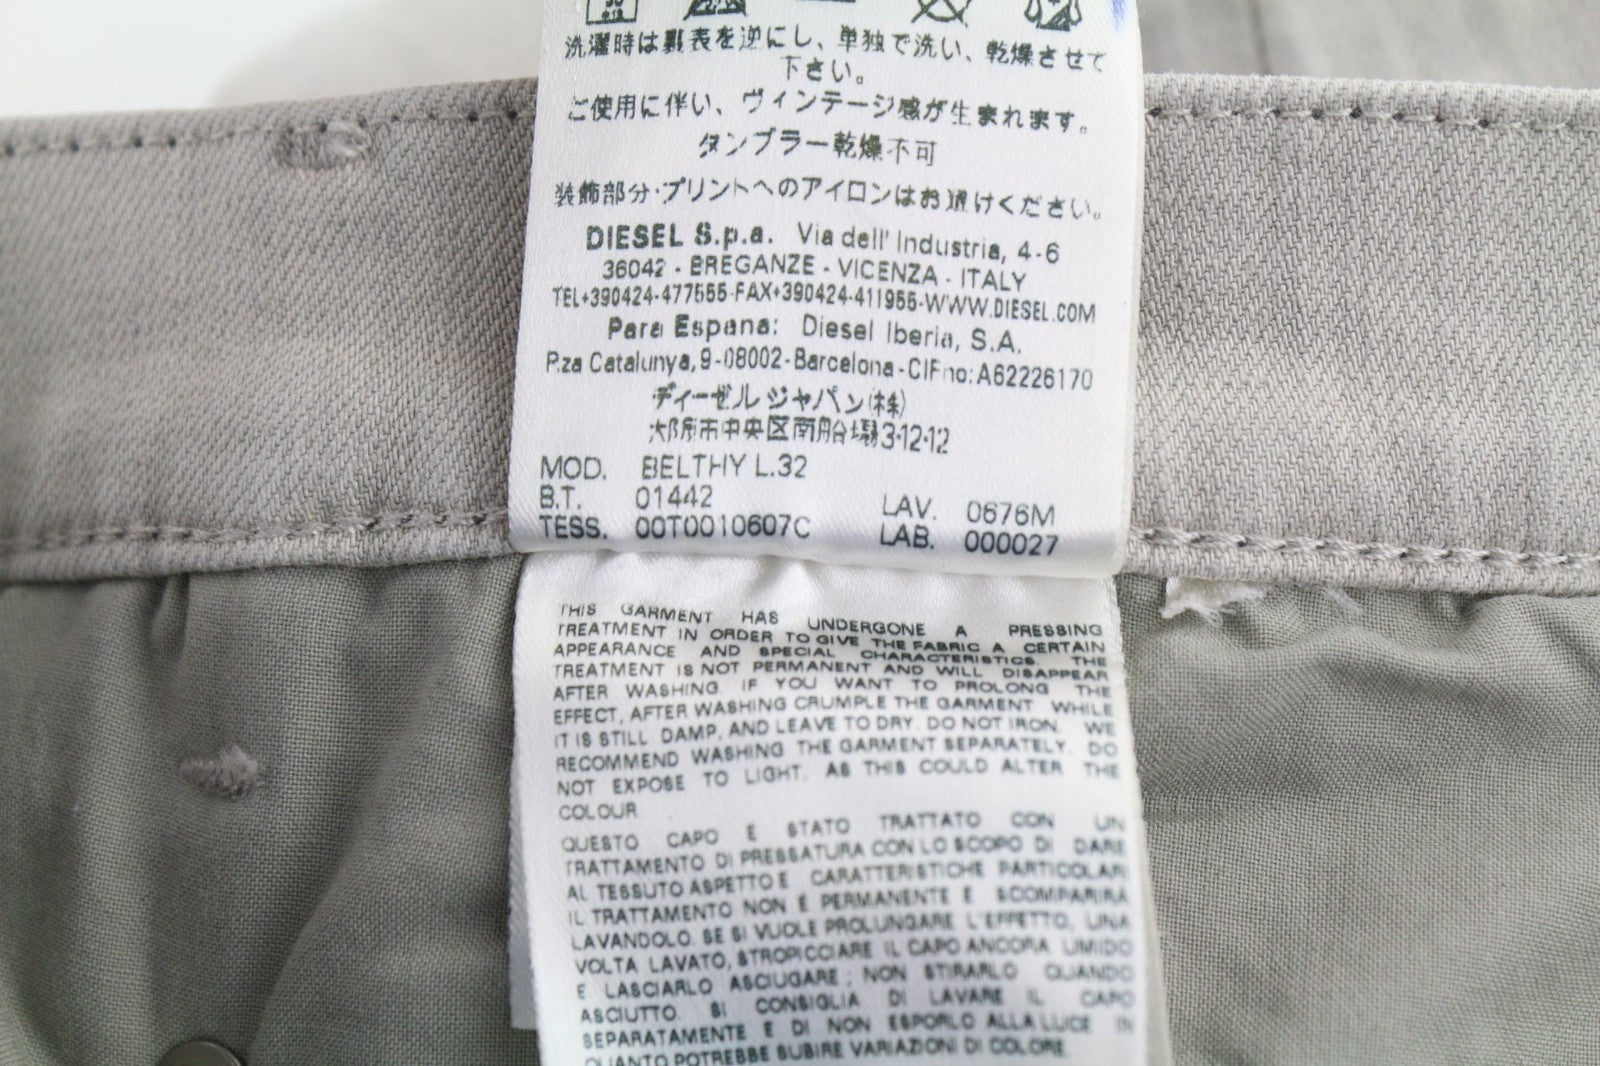 洗濯時は裏表を逆にし、単独で洗い、乾燥させて
下さい。
ご使用に伴い、ヴィンテージ感が生まれます。
タンブラー乾燥不可
装飾部分・プリントへのアイロンはお避けください。
DIESEL S.p.a. Via dell' Industria, 4-6
36042 - BREGANZE - VICENZA - ITALY
TEL+390424-477555-FAX+390424-411955-WWW.DIESEL.COM
Para Espana: Diesel Iberia, S.A.
P.za Catalunya, 9-08002-Barcelona-CIF no: A62226170
ディーゼル ジャパン(株)
大阪市中央区南船場3-12-12
MOD. BELTHY L.32
B.T. 01442 LAV. 0676M
TESS. 00T0010607C LAB. 000027
THIS GARMENT HAS UNDERGONE A PRESSING
TREATMENT IN ORDER TO GIVE THE FABRIC A CERTAIN
APPEARANCE AND SPECIAL CHARACTERISTICS. THE
TREATMENT IS NOT PERMANENT AND WILL DISAPPEAR
AFTER WASHING. IF YOU WANT TO PROLONG THE
EFFECT, AFTER WASHING CRUMPLE THE GARMENT WHILE
IT IS STILL DAMP, AND LEAVE TO DRY. DO NOT IRON. WE
RECOMMEND WASHING THE GARMENT SEPARATELY. DO
NOT EXPOSE TO LIGHT, AS THIS COULD ALTER THE
COLOUR
QUESTO CAPO E STATO TRATTATO CON UN
TRATTAMENTO DI PRESSATURA CON LO SCOPO DI DARE
AL TESSUTO ASPETTO E CARATTERISTICHE PARTICOLARI
IL TRATTAMENTO NON E PERMANENTE E SCOMPARIRA
LAVANDOLO. SE SI VUOLE PROLUNGARE L'EFFETTO, UNA
VOLTA LAVATO, STROPICCIARE IL CAPO ANCORA UMIDO
E LASCIARLO ASCIUGARE; NON STIRARLO QUANDO
ASCIUTTO. SI CONSIGLIA DI LAVARE IL CAPO
SEPARATAMENTE E DI NON ESPORLO ALLA LUCE IN
QUANTO POTREBBE SUBIRE VARIAZIONI DI COLORE.